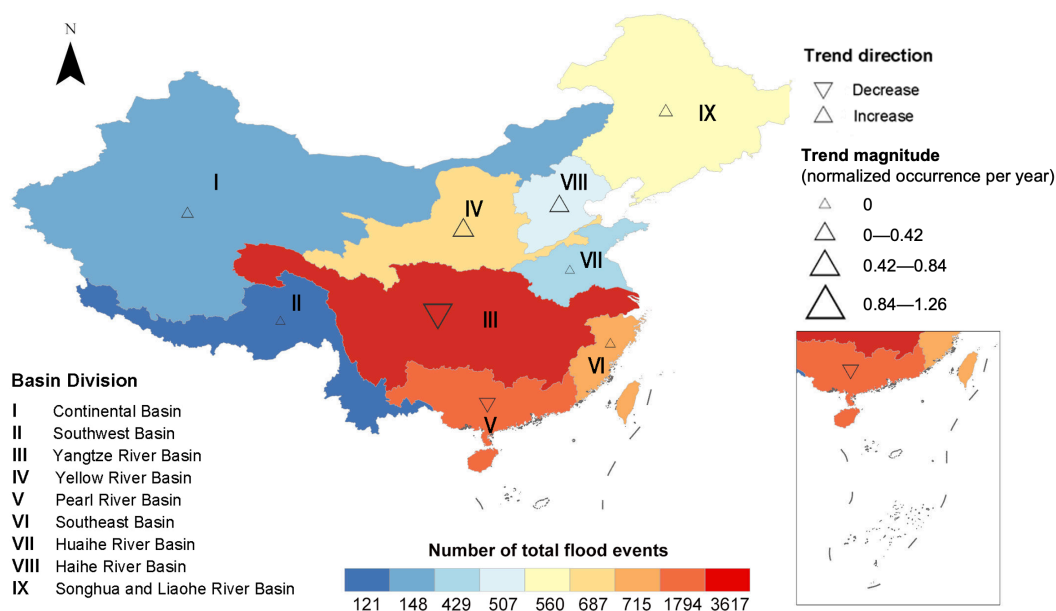 N
I
II
III
IV
V
VI
VII
VIII
IX
Trend direction
Decrease
Increase
Trend magnitude
(normalized occurrence per year)
0
0—0.42
0.42—0.84
0.84—1.26
Basin Division
I Continental Basin
II Southwest Basin
III Yangtze River Basin
IV Yellow River Basin
V Pearl River Basin
VI Southeast Basin
VII Huaihe River Basin
VIII Haihe River Basin
IX Songhua and Liaohe River Basin
Number of total flood events
121 148 429 507 560 687 715 1794 3617